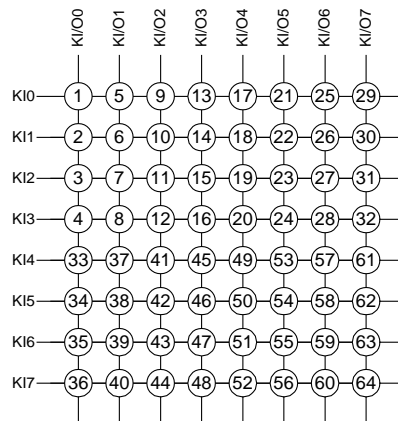 KI/O0 KI/O1 KI/O2 KI/O3 KI/O4 KI/O5 KI/O6 KI/O7
KI0 1 5 9 13 17 21 25 29
KI1 2 6 10 14 18 22 26 30
KI2 3 7 11 15 19 23 27 31
KI3 4 8 12 16 20 24 28 32
KI4 33 37 41 45 49 53 57 61
KI5 34 38 42 46 50 54 58 62
KI6 35 39 43 47 51 55 59 63
KI7 36 40 44 48 52 56 60 64